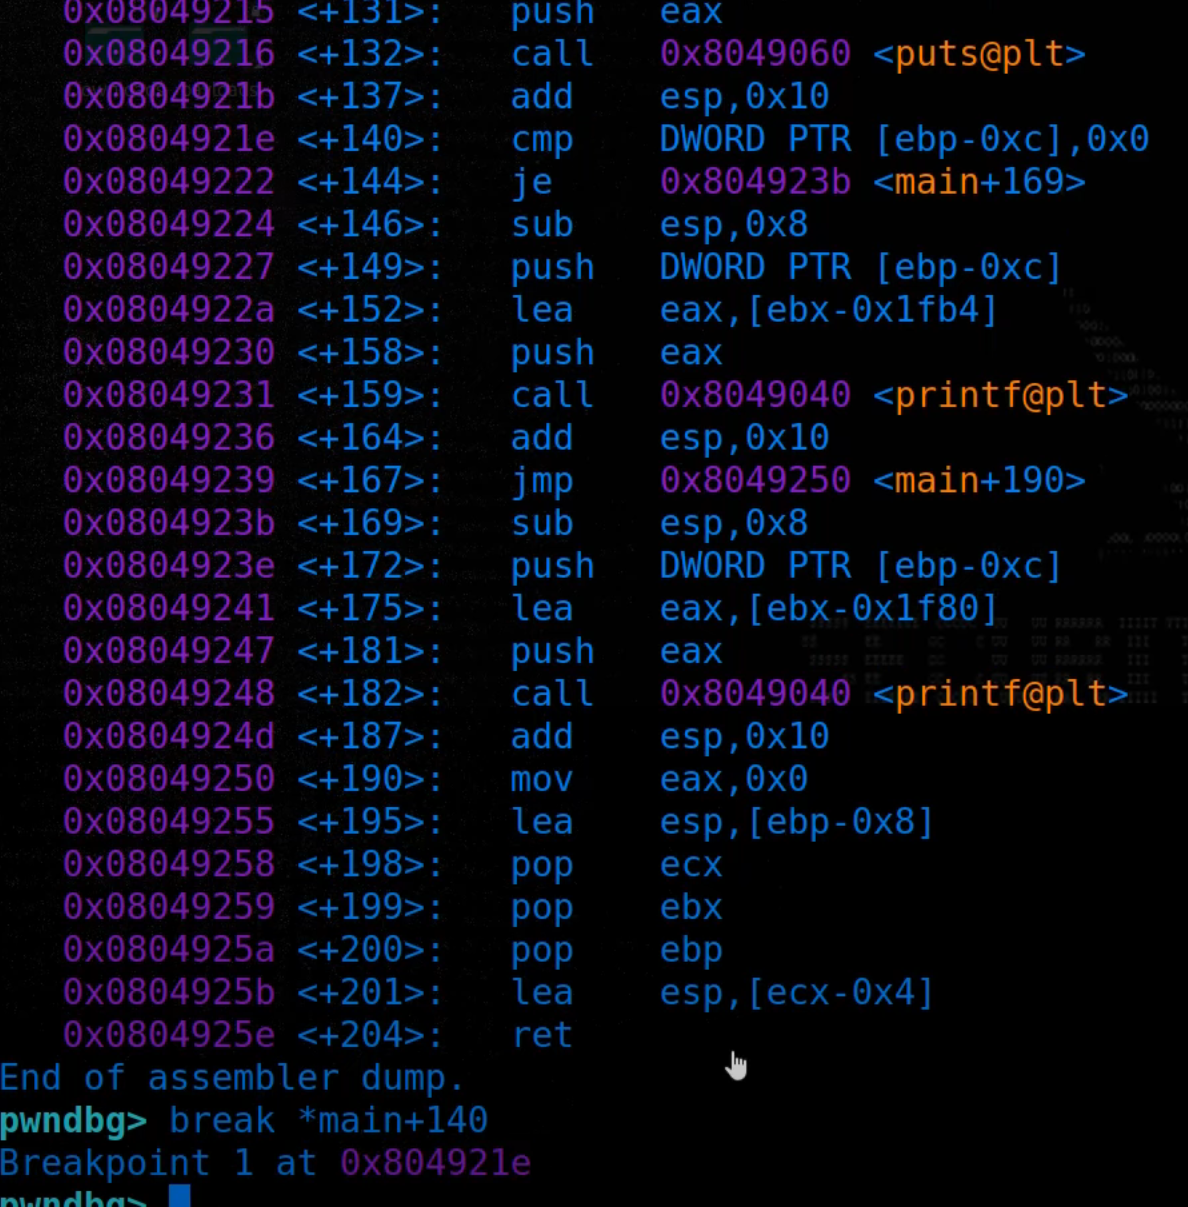 0x08049215 <+131>: push eax
0x08049216 <+132>: call 0x8049060 <puts@plt>
0x0804921b <+137>: add esp,0x10
0x0804921e <+140>: cmp DWORD PTR [ebp-0xc],0x0
0x08049222 <+144>: je 0x804923b <main+169>
0x08049224 <+146>: sub esp,0x8
0x08049227 <+149>: push DWORD PTR [ebp-0xc]
0x0804922a <+152>: lea eax,[ebx-0x1fb4]
0x08049230 <+158>: push eax
0x08049231 <+159>: call 0x8049040 <printf@plt>
0x08049236 <+164>: add esp,0x10
0x08049239 <+167>: jmp 0x8049250 <main+190>
0x0804923b <+169>: sub esp,0x8
0x0804923e <+172>: push DWORD PTR [ebp-0xc]
0x08049241 <+175>: lea eax,[ebx-0x1f80]
0x08049247 <+181>: push eax
0x08049248 <+182>: call 0x8049040 <printf@plt>
0x0804924d <+187>: add esp,0x10
0x08049250 <+190>: mov eax,0x0
0x08049255 <+195>: lea esp,[ebp-0x8]
0x08049258 <+198>: pop ecx
0x08049259 <+199>: pop ebx
0x0804925a <+200>: pop ebp
0x0804925b <+201>: lea esp,[ecx-0x4]
0x0804925e <+204>: ret
End of assembler dump.
pwndbg> break *main+140
Breakpoint 1 at 0x804921e
pwndbg>